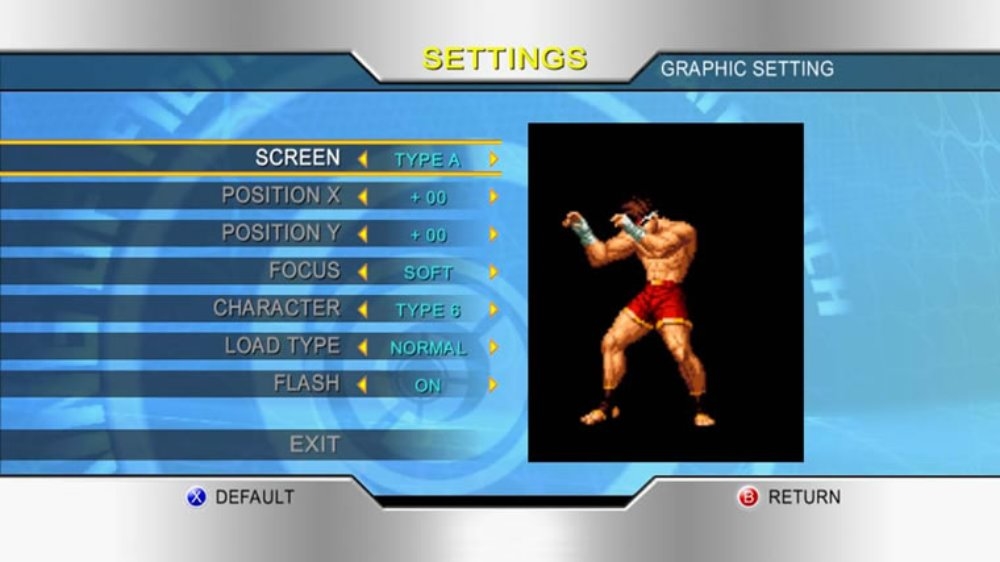 SETTINGS
GRAPHIC SETTING
SCREEN TYPE A
POSITION X + 00
POSITION Y + 00
FOCUS SOFT
CHARACTER TYPE 6
LOAD TYPE NORMAL
FLASH ON
EXIT
X DEFAULT
B RETURN